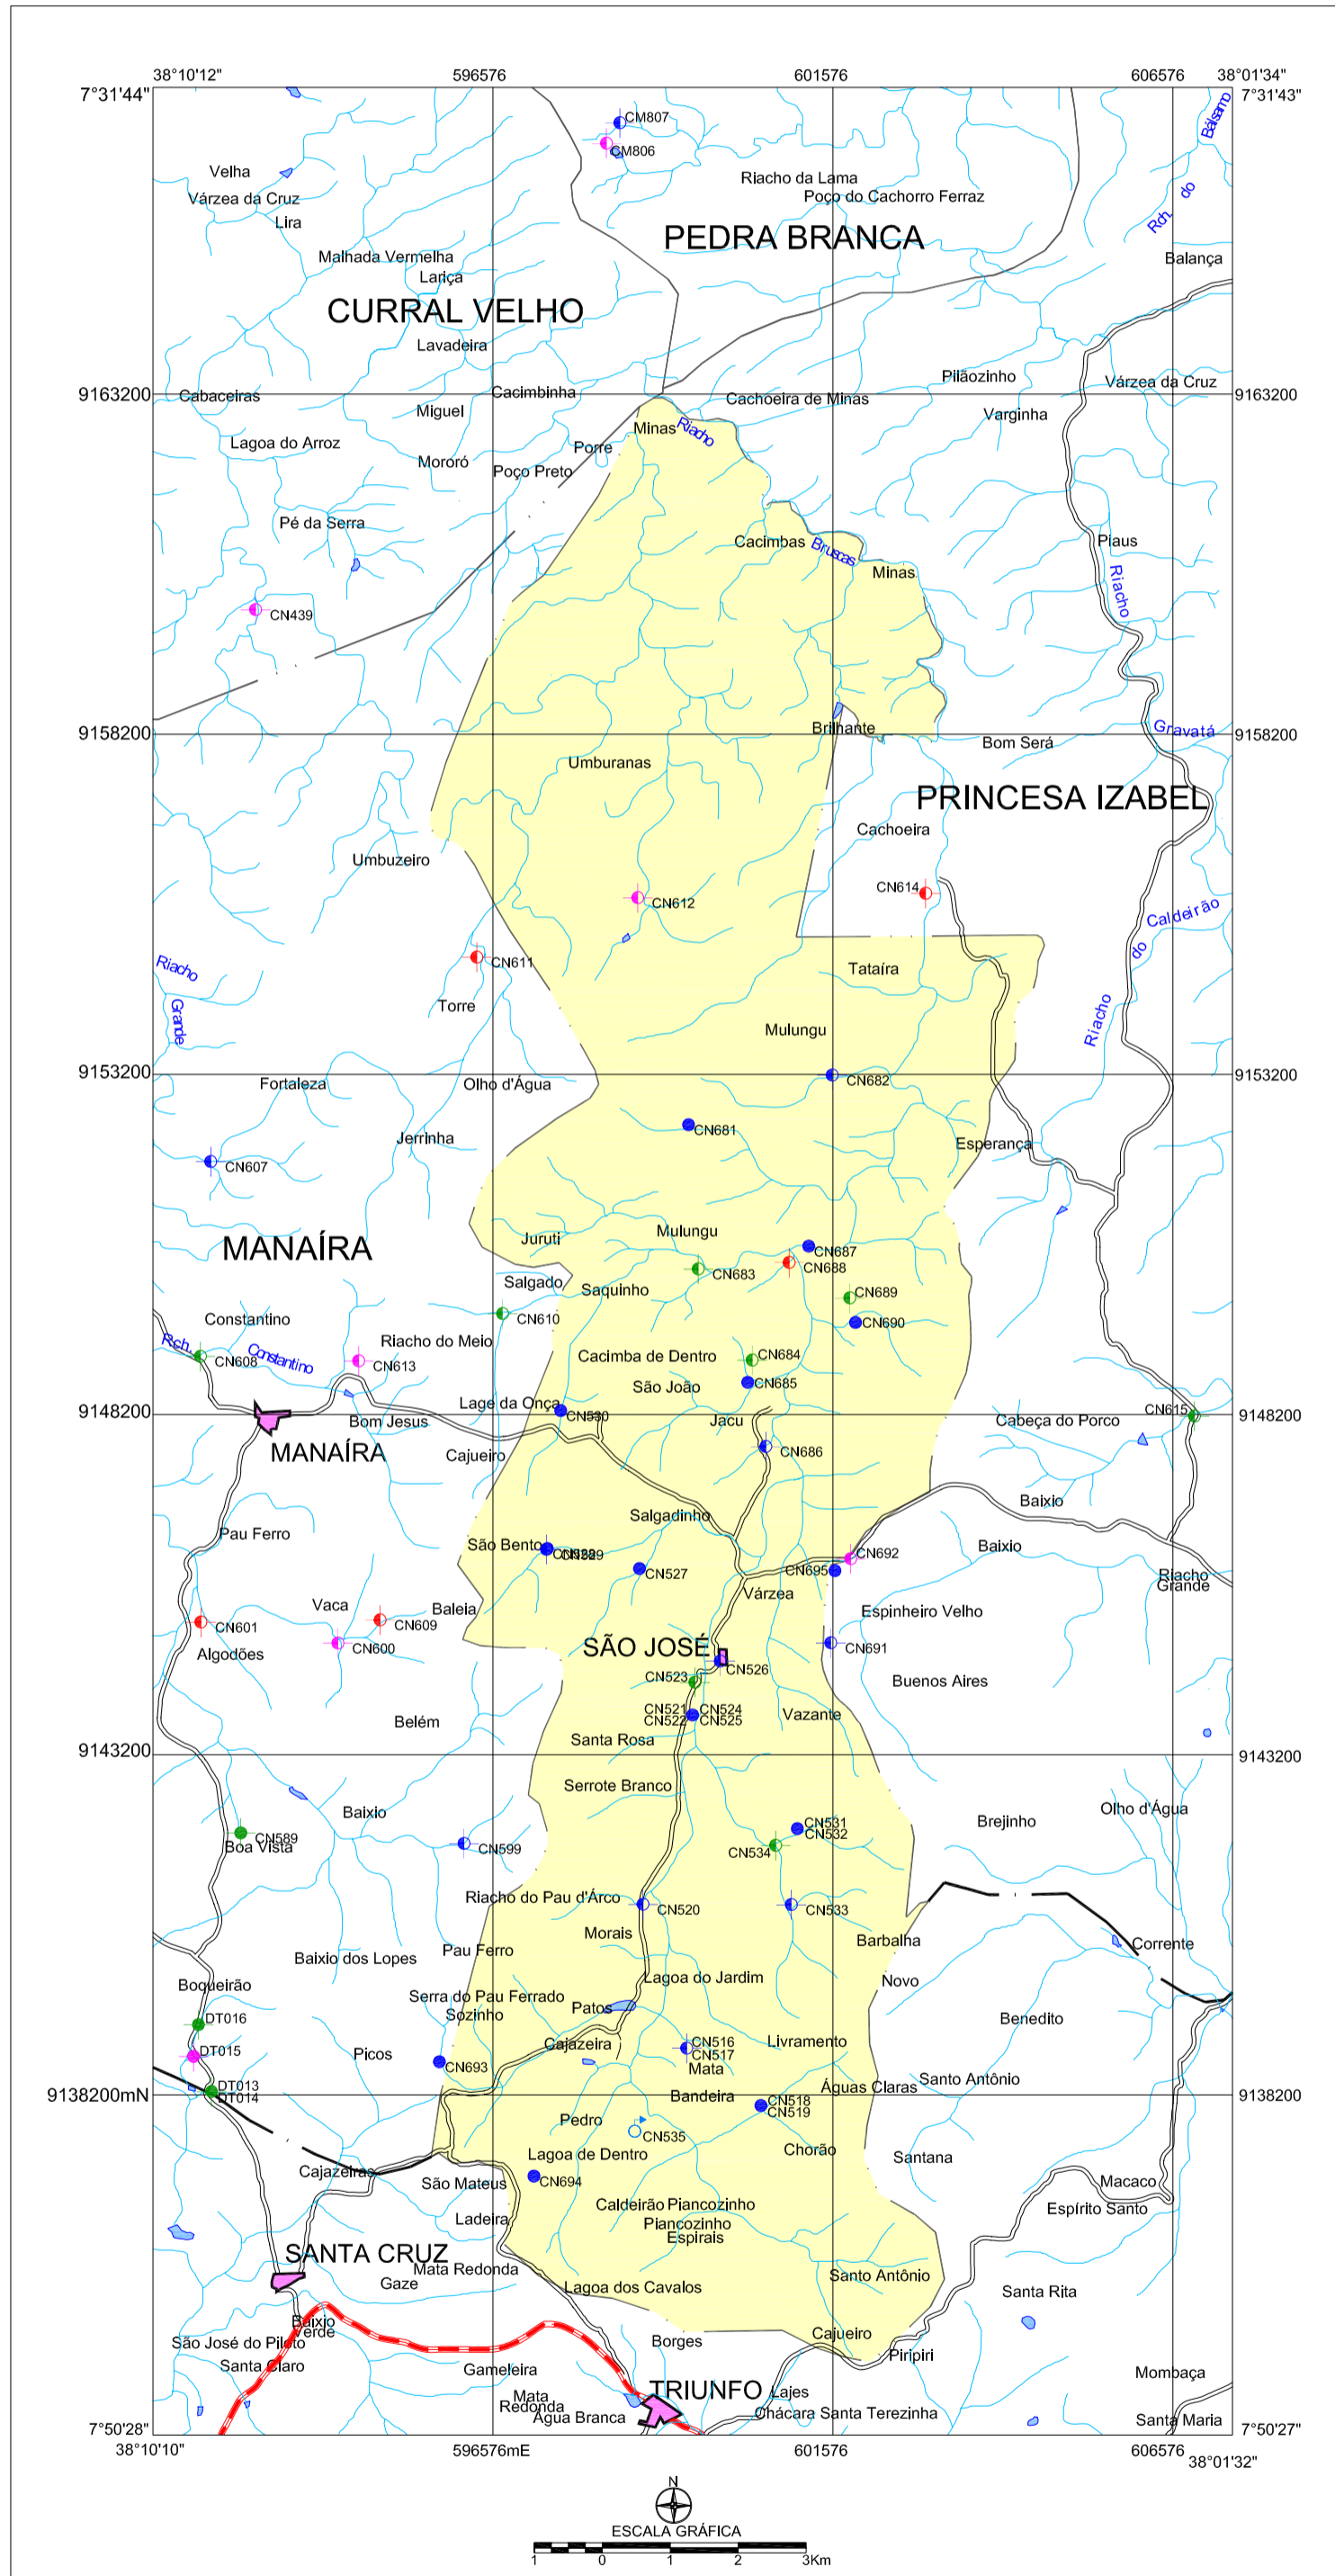 38°10'12"
596576
601576
606576
38°01'34"
7°31'44"
7°31'43"
CM807
CM806
Bálsamo
do
Rch.
Velha
Várzea da Cruz
Lira
Riacho da Lama
Poço do Cachorro Ferraz
PEDRA BRANCA
Malhada Vermelha
Lariça
Balança
CURRAL VELHO
Lavadeira
Cabaceiras
Cacimbinha
Cachoeira de Minas
Pilãozinho
Várzea da Cruz
9163200
9163200
Miguel
Varginha
Minas
Riacho
Lagoa do Arroz
Porre
Mororó
Poço Preto
Pé da Serra
Cacimbas
Bruscas
Minas
Piaus
Riacho
CN439
9158200
9158200
Brilhante
Bom Será
Gravatá
Umburanas
PRINCESA IZABEL
Cachoeira
Umbuzeiro
CN614
CN612
Caldeirão
do
Riacho
Riacho
Grande
CN611
Tataíra
Torre
Mulungu
9153200
9153200
Fortaleza
Olho d'Água
CN682
Jerrinha
CN681
Esperança
CN607
MANAÍRA
Juruti
Mulungu
CN687
CN688
CN683
Salgado
Saquinho
CN689
Constantino
CN610
CN690
Rch.
Constantino
Riacho do Meio
CN608
CN613
Cacimba de Dentro
CN684
São João
CN685
Lage da Onça
CN530
9148200
9148200
Bom Jesus
Jacu
Cabeça do Porco
CN615
MANAÍRA
Cajueiro
CN686
Baixio
Salgadinho
Pau Ferro
São Bento
CN529
CN527
CN692
CN695
Baixio
Riacho
Grande
Várzea
Vaca
Baleia
Espinheiro Velho
CN601
CN609
CN600
Algodões
SÃO JOSÉ
CN691
CN526
CN523
Buenos Aires
CN521
CN524
CN522
CN525
Vazante
Belém
Santa Rosa
9143200
9143200
Serrote Branco
Baixio
Olho d'Água
CN531
CN532
Brejinho
CN589
Boa Vista
CN599
CN534
Riacho do Pau d'Árco
CN520
CN533
Morais
Barbalha
Corrente
Baixio dos Lopes
Pau Ferro
Lagoa do Jardim
Novo
Boqueirão
Serra do Pau Ferrado
Sozinho
Patos
Benedito
DT016
Cajazeira
CN516
CN517
Livramento
DT015
Picos
CN693
Mata
Santo Antônio
Águas Claras
DT013
DT014
9138200mN
9138200
Bandeira
CN518
CN519
Pedro
CN535
Chorão
Lagoa de Dentro
Santana
Cajazeiras
São Mateus
CN694
Macaco
Caldeirão
Piancozinho
Espírito Santo
Ladeira
Piancozinho
Espirais
SANTA CRUZ
Mata Redonda
Gaze
Santo Antônio
Lagoa dos Cavalos
Santa Rita
Baixio
Verde
Cajueiro
São José do Piloto
Borges
Piripiri
Santa Claro
Gameleira
Mombaça
TRIUNFO
Lajes
Mata
Redonda
Água Branca
Chácara Santa Terezinha
Santa Maria
7°50'28"
7°50'27"
38°10'10"
596576mE
601576
606576
38°01'32"
N
ESCALA GRÁFICA
1
0
1
2
3Km